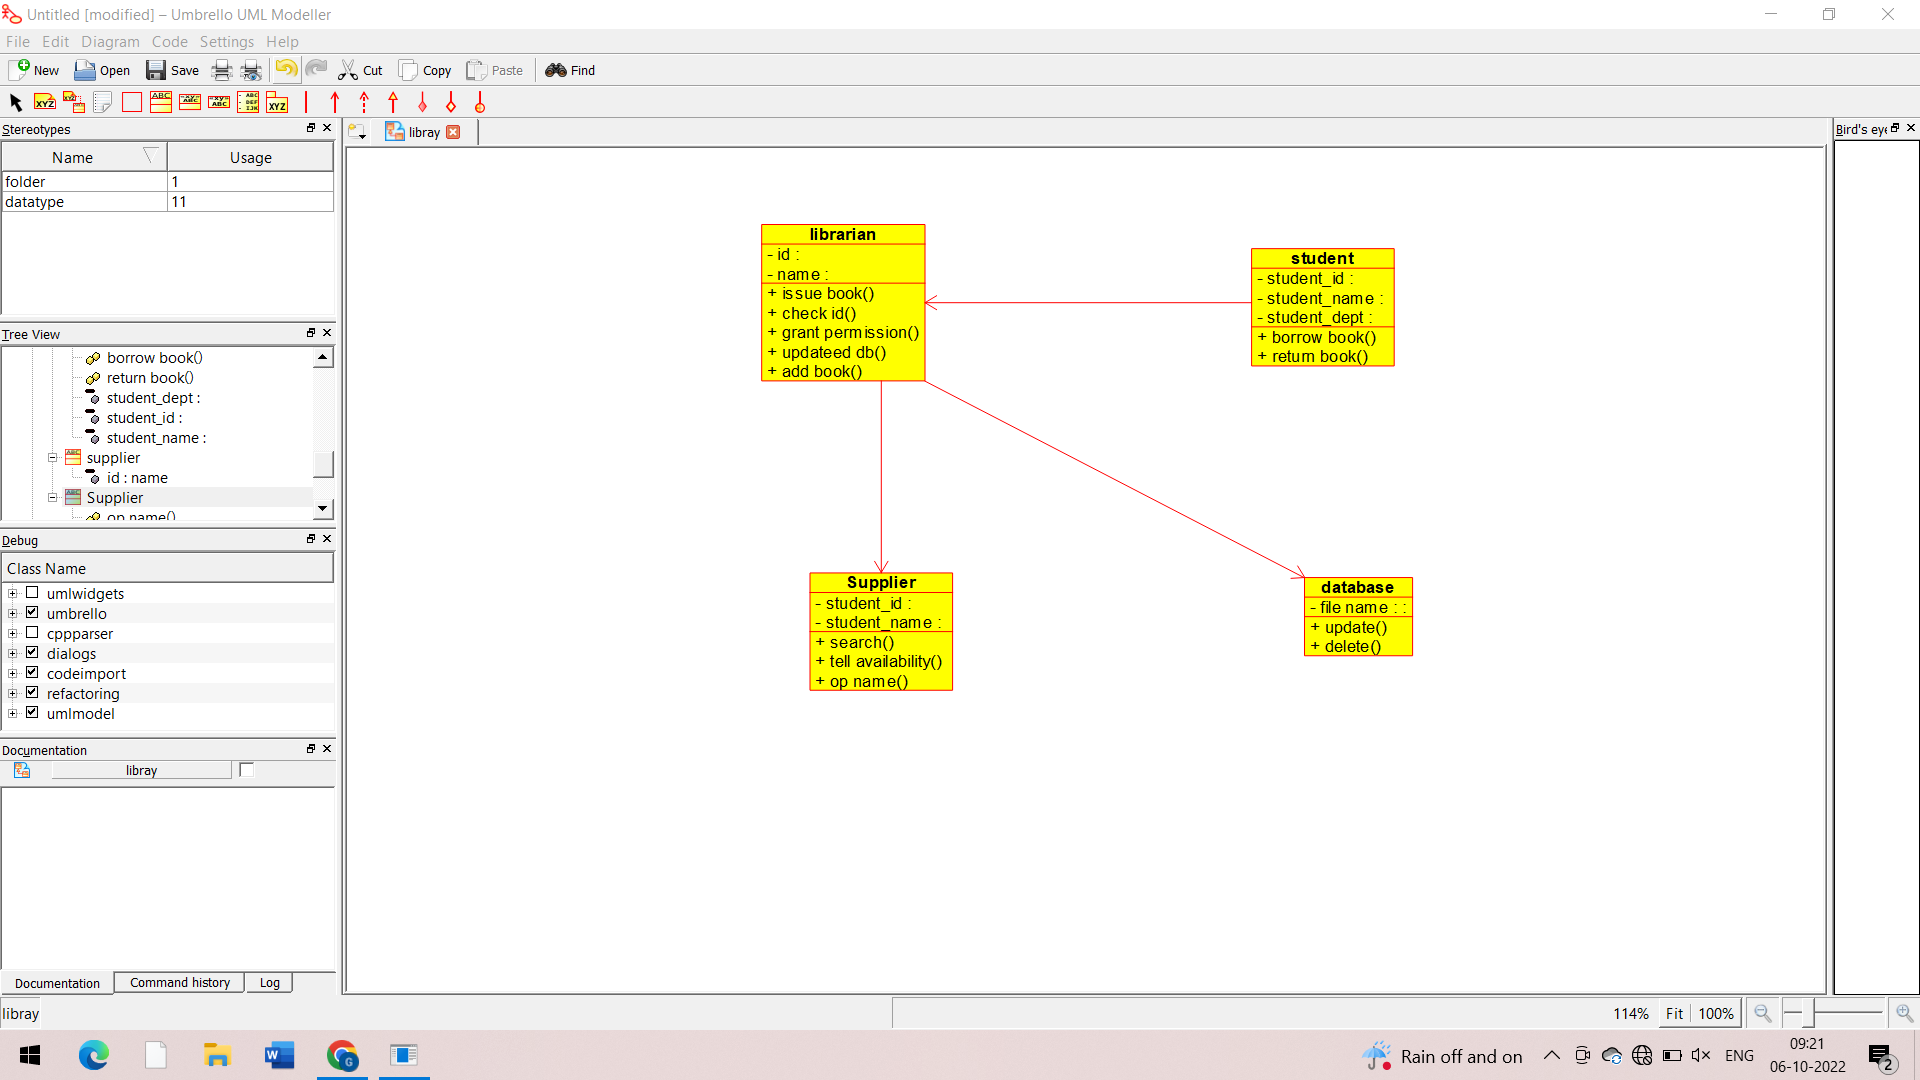 Untitled [modified] – Umbrello UML Modeller
File Edit Diagram Code Settings Help
New Open Save Cut Copy Paste Find
Stereotypes
Name Usage
folder 1
datatype 11
Tree View
borrow book()
return book()
student_dept :
student_id :
student_name :
supplier
id : name
Supplier
op name()
Debug
Class Name
umlwidgets
umbrello
cppparser
dialogs
codeimport
refactoring
umlmodel
Documentation
libray
Documentation Command history Log
libray
libray
librarian
- id :
- name :
+ issue book()
+ check id()
+ grant permission()
+ updateed db()
+ add book()
student
- student_id :
- student_name :
- student_dept :
+ borrow book()
+ return book()
Supplier
- student_id :
- student_name :
+ search()
+ tell availability()
+ op name()
database
- file name : :
+ update()
+ delete()
Bird's eye
114% Fit 100%
Rain off and on
ENG
09:21
06-10-2022
2